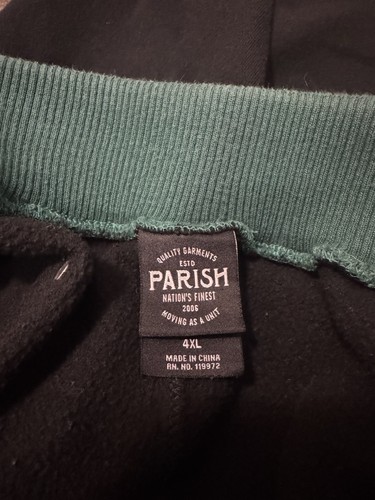 QUALITY GARMENTS
ESTD
PARISH
NATION'S FINEST
2006
MOVING AS A UNIT
4XL
MADE IN CHINA
RN. NO. 119972